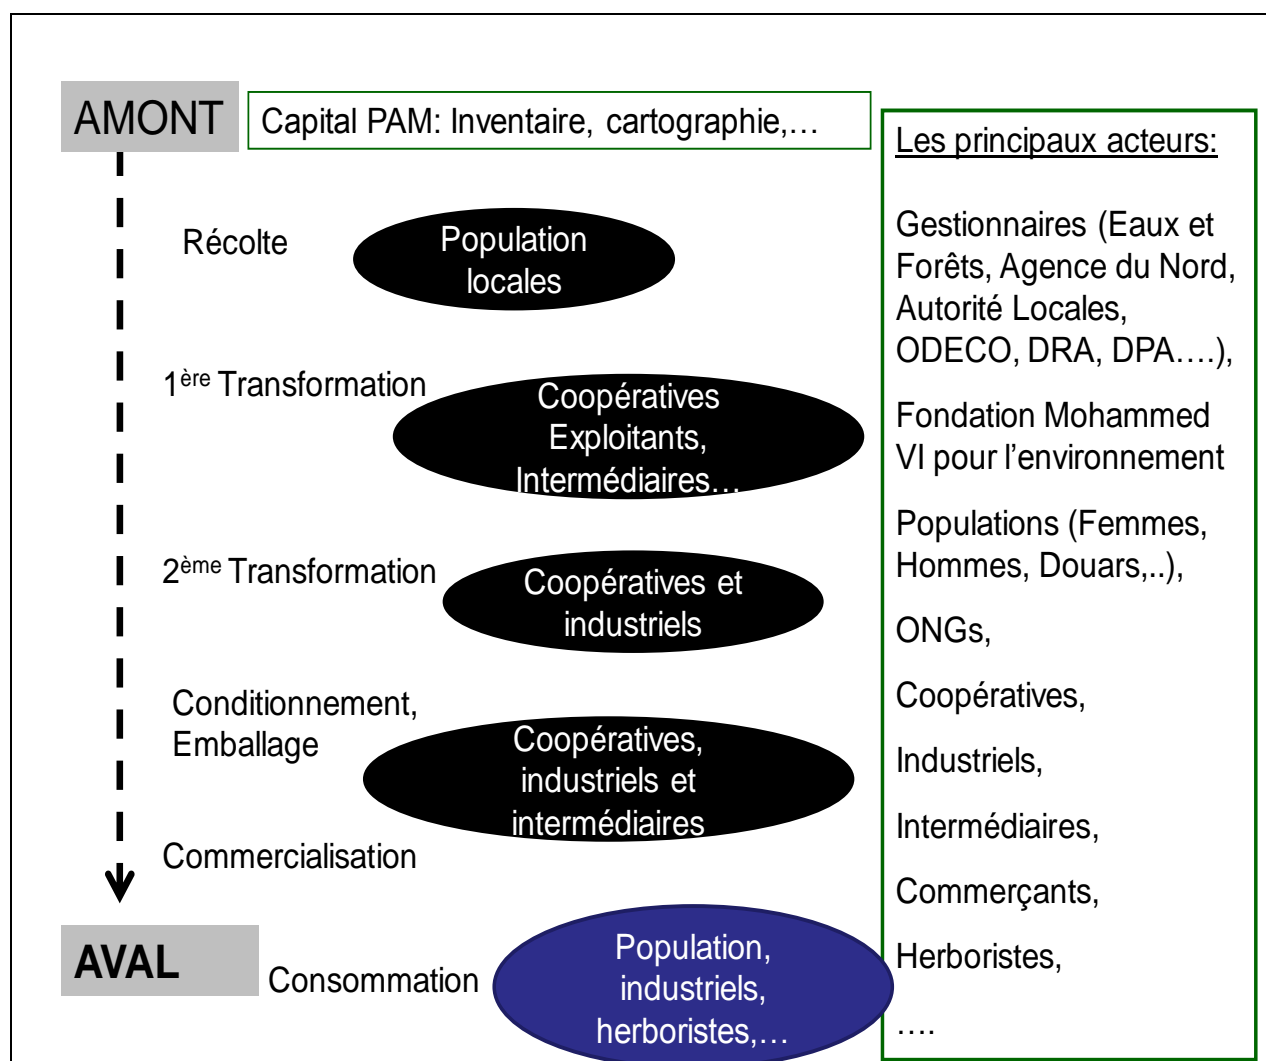 AMONT
Capital PAM: Inventaire, cartographie,…
Récolte
Population
locales
1ère Transformation
Coopératives
Exploitants,
Intermédiaires…
2ème Transformation
Coopératives et
industriels
Conditionnement,
Emballage
Coopératives,
industriels et
intermédiaires
Commercialisation
AVAL
Consommation
Population,
industriels,
herboristes,…
Les principaux acteurs:
Gestionnaires (Eaux et
Forêts, Agence du Nord,
Autorité Locales,
ODECO, DRA, DPA….),
Fondation Mohammed
VI pour l’environnement
Populations (Femmes,
Hommes, Douars,..),
ONGs,
Coopératives,
Industriels,
Intermédiaires,
Commerçants,
Herboristes,
….